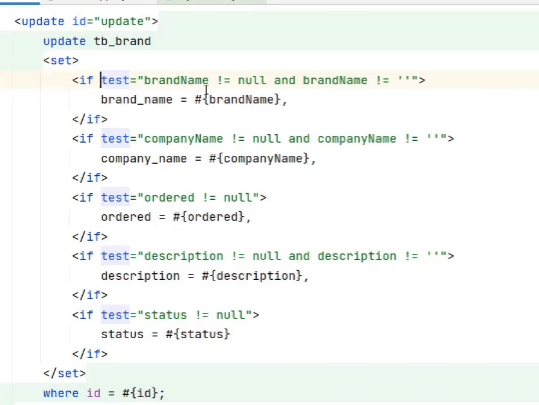 <update id="update">
update tb_brand
<set>
<if test="brandName != null and brandName != ''">
brand_name = #{brandName},
</if>
<if test="companyName != null and companyName != ''">
company_name = #{companyName},
</if>
<if test="ordered != null">
ordered = #{ordered},
</if>
<if test="description != null and description != ''">
description = #{description},
</if>
<if test="status != null">
status = #{status}
</if>
</set>
where id = #{id};